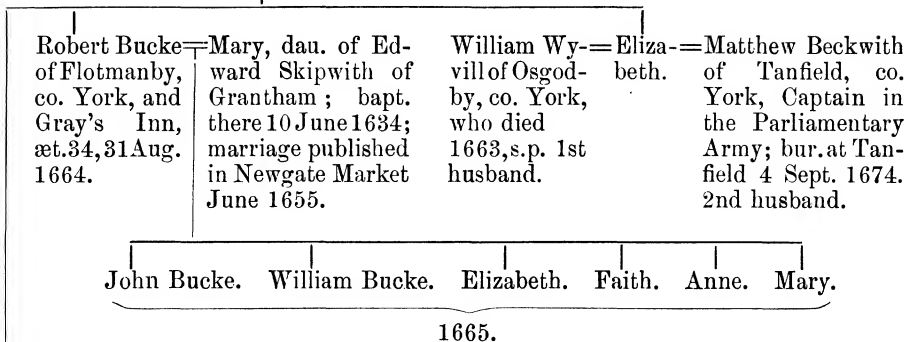 Robert Bucke=Mary, dau. of Ed-
of Flotmanby, ward Skipwith of
co. York, and Grantham ; bapt.
Gray's Inn, there 10 June 1634;
æt. 34, 31 Aug. marriage published
1664. in Newgate Market
June 1655.
William Wy-=Eliza-=Matthew Beckwith
vill of Osgod- beth. of Tanfield, co.
by, co. York, York, Captain in
who died the Parliamentary
1663, s.p. 1st Army; bur. at Tan-
husband. field 4 Sept. 1674.
2nd husband.
John Bucke. William Bucke. Elizabeth. Faith. Anne. Mary.
1665.